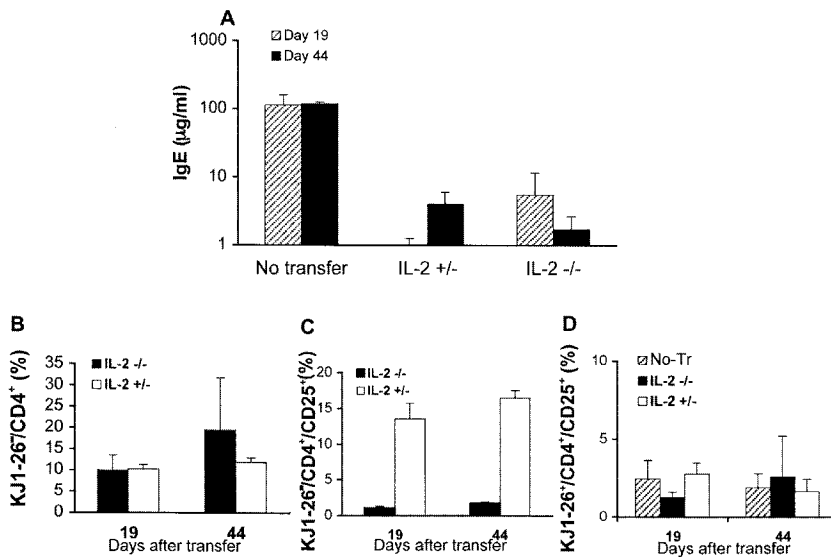 A
Day 19
Day 44
IgE (µg/ml)
1000
100
10
1
No transfer
IL-2 +/-
IL-2 -/-
B
KJ1-26⁻/CD4⁺ (%)
IL-2 -/-
IL-2 +/-
35
30
25
20
15
10
5
0
19
44
Days after transfer
C
KJ1-26⁻/CD4⁺/CD25⁺(%)
IL-2 -/-
IL-2 +/-
20
15
10
5
0
19
44
Days after transfer
D
KJ1-26⁺/CD4⁺/CD25⁺ (%)
No-Tr
IL-2 -/-
IL-2 +/-
10
5
0
19
44
Days after transfer